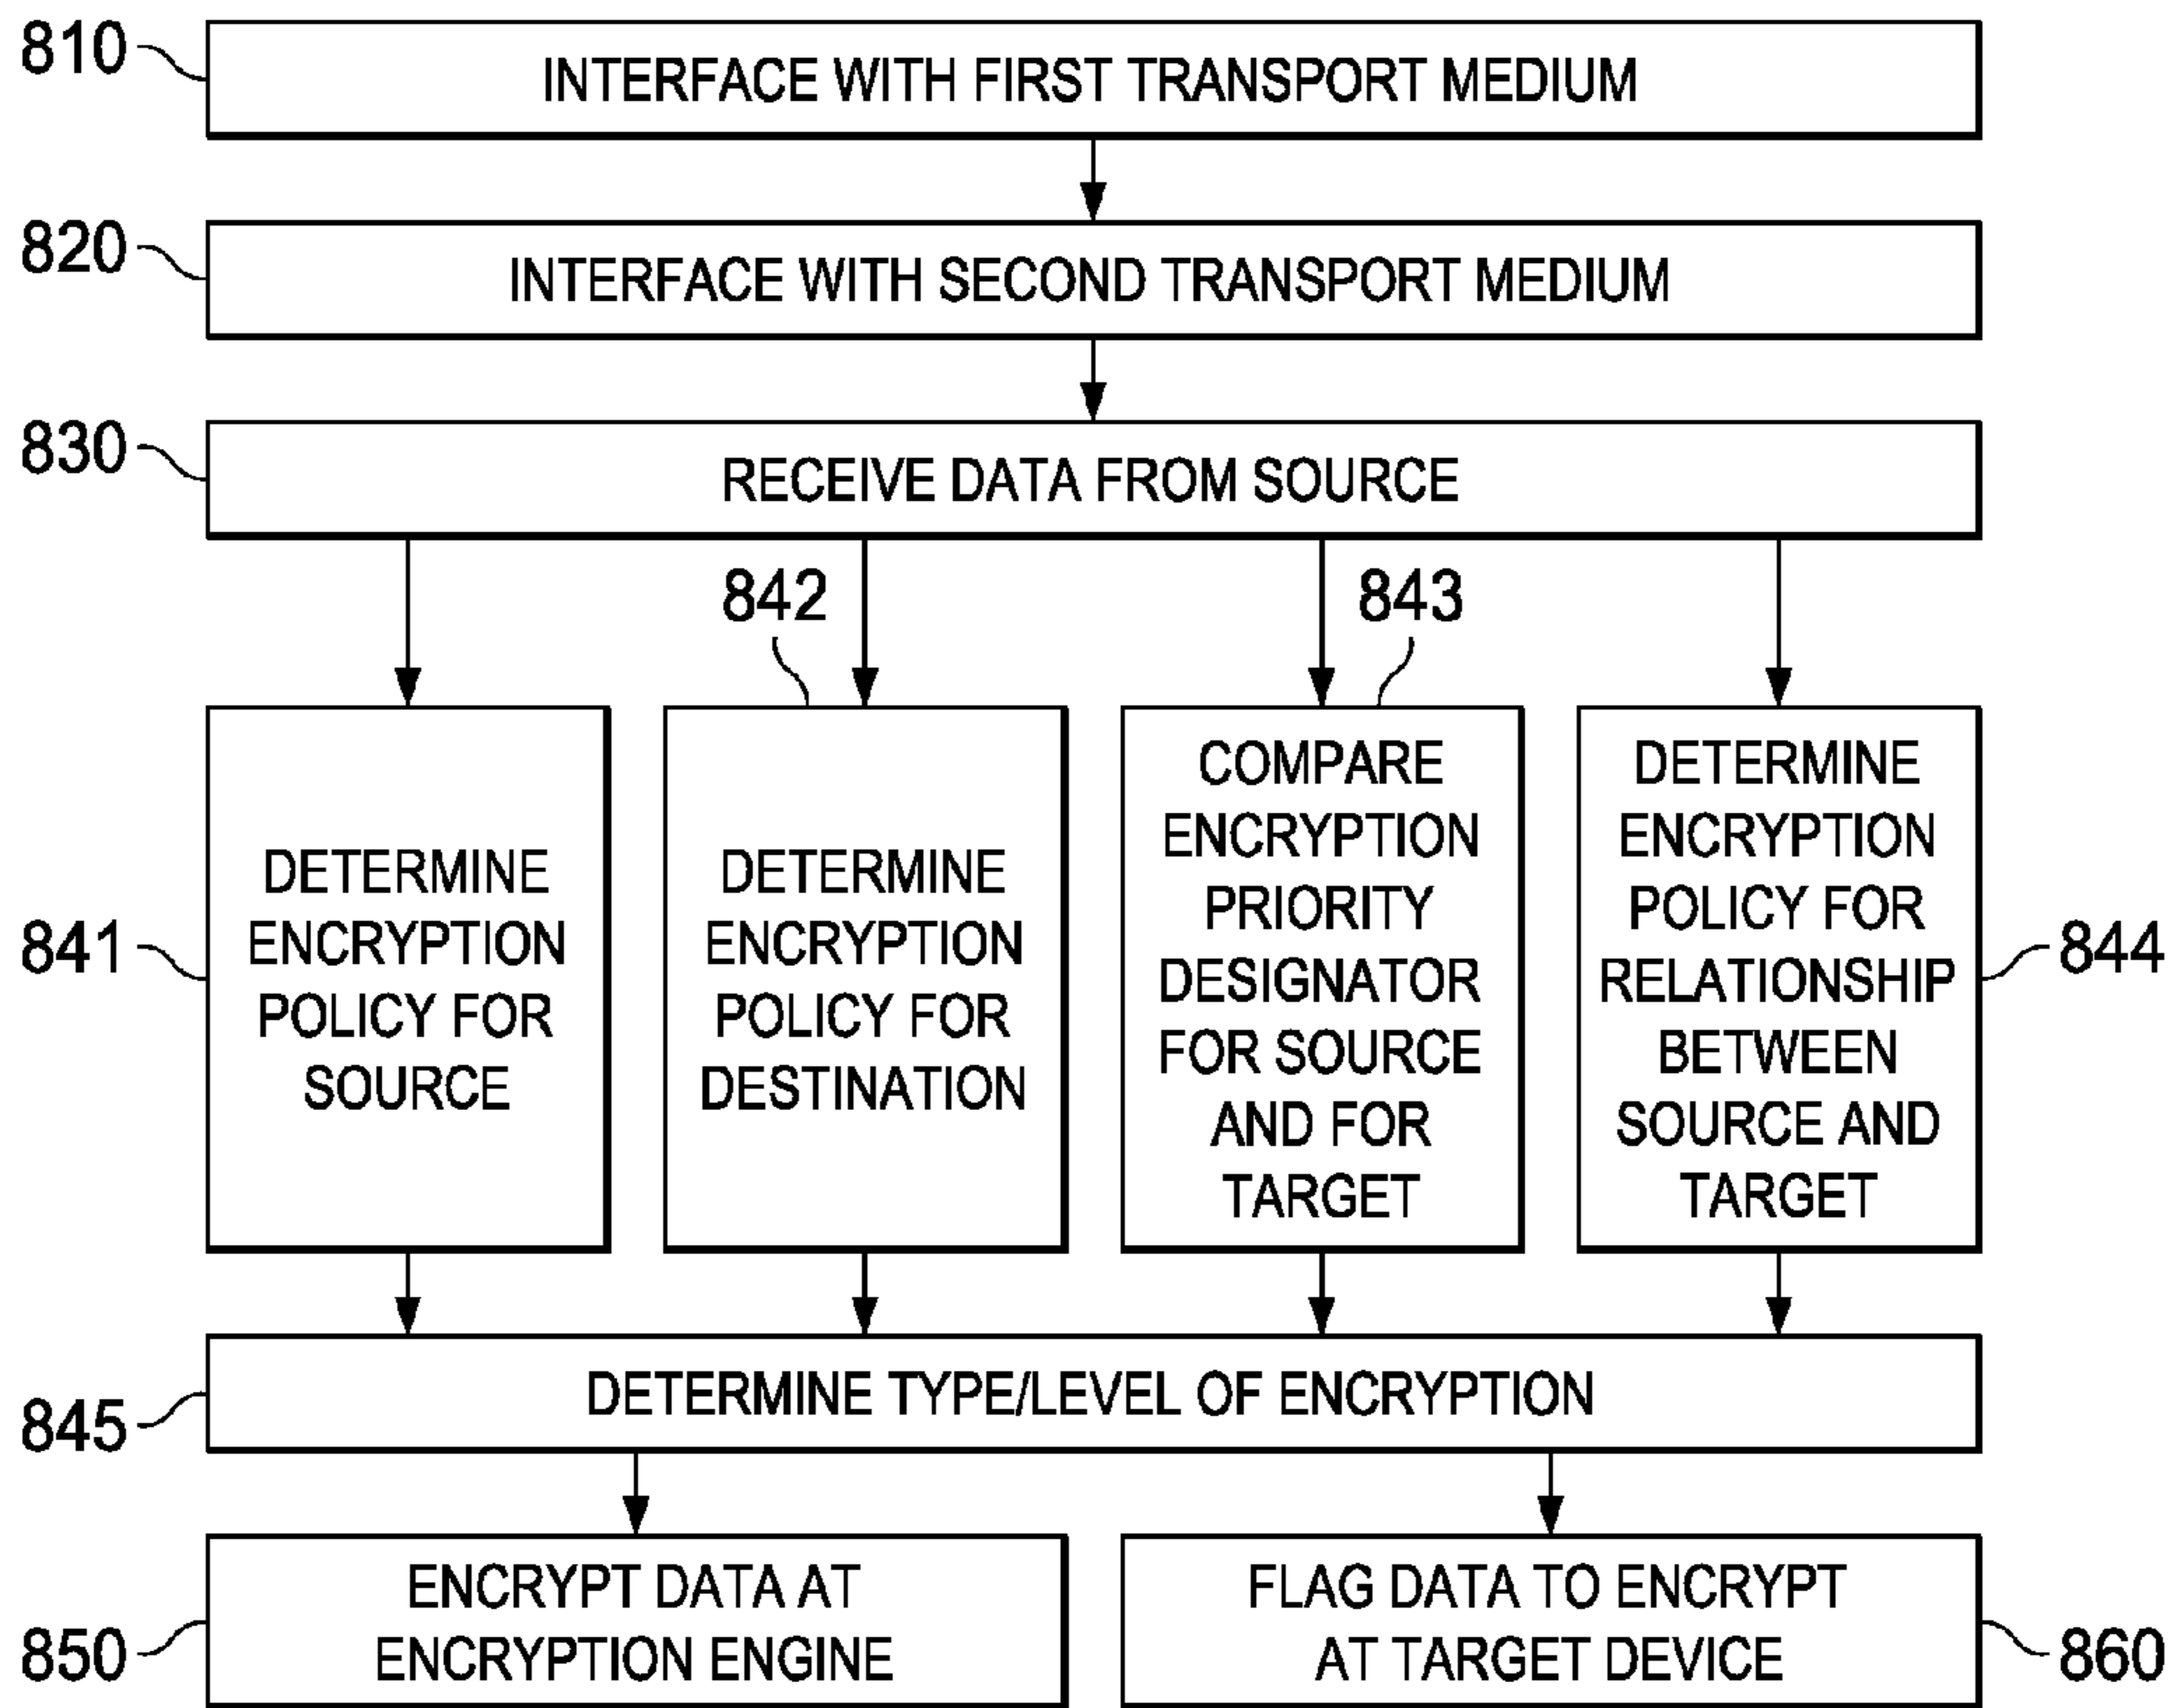 810
INTERFACE WITH FIRST TRANSPORT MEDIUM
820
INTERFACE WITH SECOND TRANSPORT MEDIUM
830
RECEIVE DATA FROM SOURCE
842
843
841
DETERMINE
ENCRYPTION
POLICY FOR
SOURCE
DETERMINE
ENCRYPTION
POLICY FOR
DESTINATION
COMPARE
ENCRYPTION
PRIORITY
DESIGNATOR
FOR SOURCE
AND FOR
TARGET
DETERMINE
ENCRYPTION
POLICY FOR
RELATIONSHIP
BETWEEN
SOURCE AND
TARGET
844
845
DETERMINE TYPE/LEVEL OF ENCRYPTION
850
ENCRYPT DATA AT
ENCRYPTION ENGINE
FLAG DATA TO ENCRYPT
AT TARGET DEVICE
860